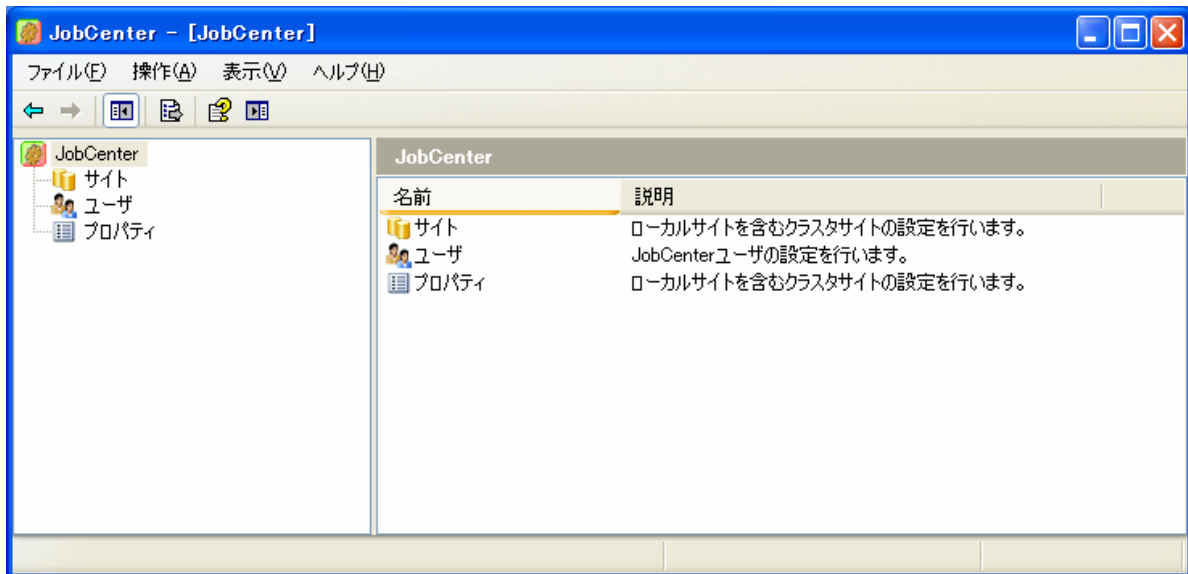 JobCenter - [JobCenter]
ファイル(F) 操作(A) 表示(V) ヘルプ(H)
JobCenter
サイト
ユーザ
プロパティ
JobCenter
名前 説明
サイト ローカルサイトを含むクラスタサイトの設定を行います。
ユーザ JobCenterユーザの設定を行います。
プロパティ ローカルサイトを含むクラスタサイトの設定を行います。